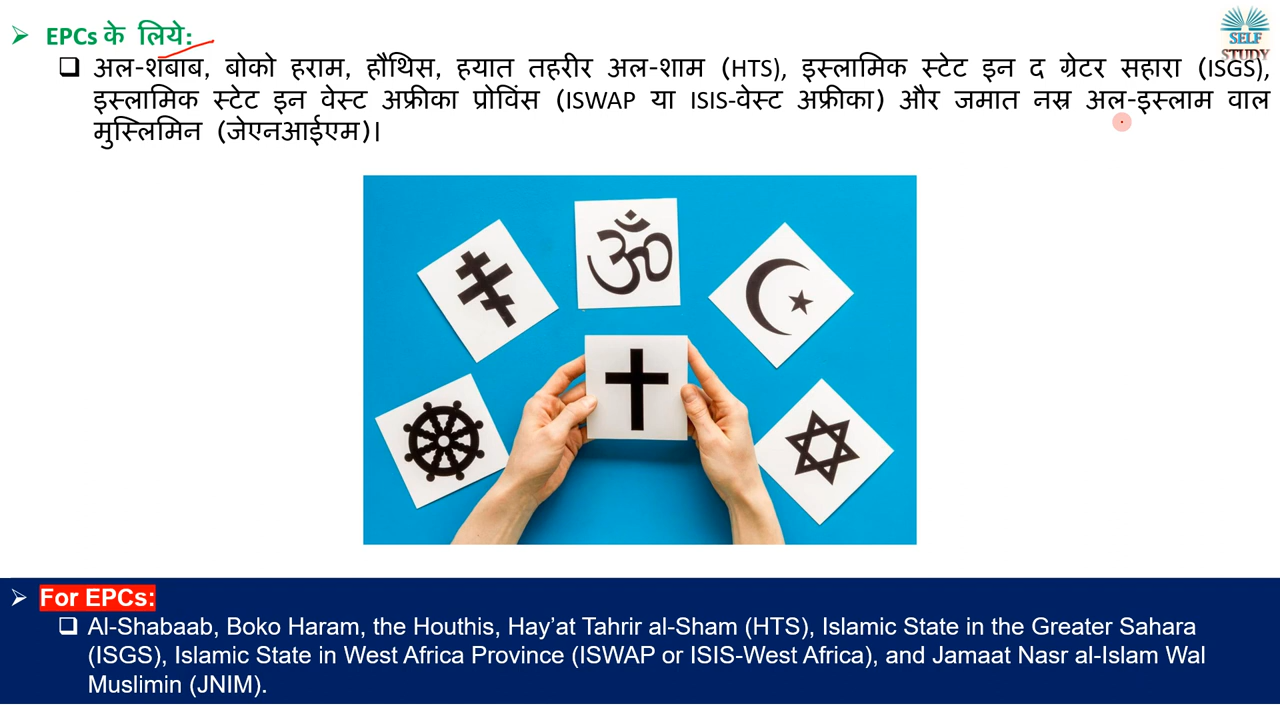 ➢ EPCs के लिये:
SELF
STUDY
❑ अल-शबाब, बोको हराम, हौथिस, हयात तहरीर अल-शाम (HTS), इस्लामिक स्टेट इन द ग्रेटर सहारा (ISGS),
इस्लामिक स्टेट इन वेस्ट अफ्रीका प्रोविंस (ISWAP या ISIS-वेस्ट अफ्रीका) और जमात नस्र अल-इस्लाम वाल
मुस्लिमिन (जेएनआईएम)।
ॐ
➢ For EPCs:
❑ Al-Shabaab, Boko Haram, the Houthis, Hay’at Tahrir al-Sham (HTS), Islamic State in the Greater Sahara
(ISGS), Islamic State in West Africa Province (ISWAP or ISIS-West Africa), and Jamaat Nasr al-Islam Wal
Muslimin (JNIM).